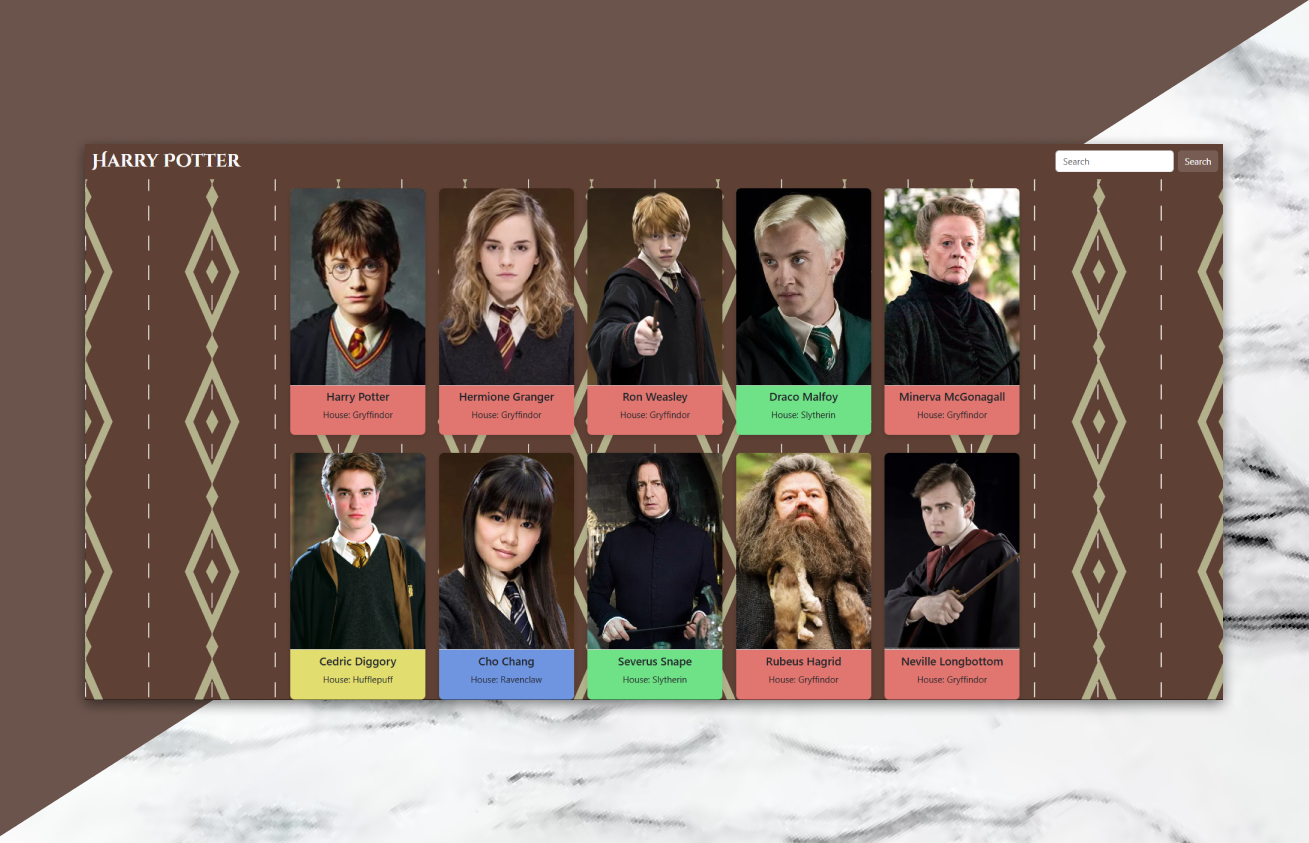 Harry Potter
Search
Search
Harry Potter
House: Gryffindor
Hermione Granger
House: Gryffindor
Ron Weasley
House: Gryffindor
Draco Malfoy
House: Slytherin
Minerva McGonagall
House: Gryffindor
Cedric Diggory
House: Hufflepuff
Cho Chang
House: Ravenclaw
Severus Snape
House: Slytherin
Rubeus Hagrid
House: Gryffindor
Neville Longbottom
House: Gryffindor